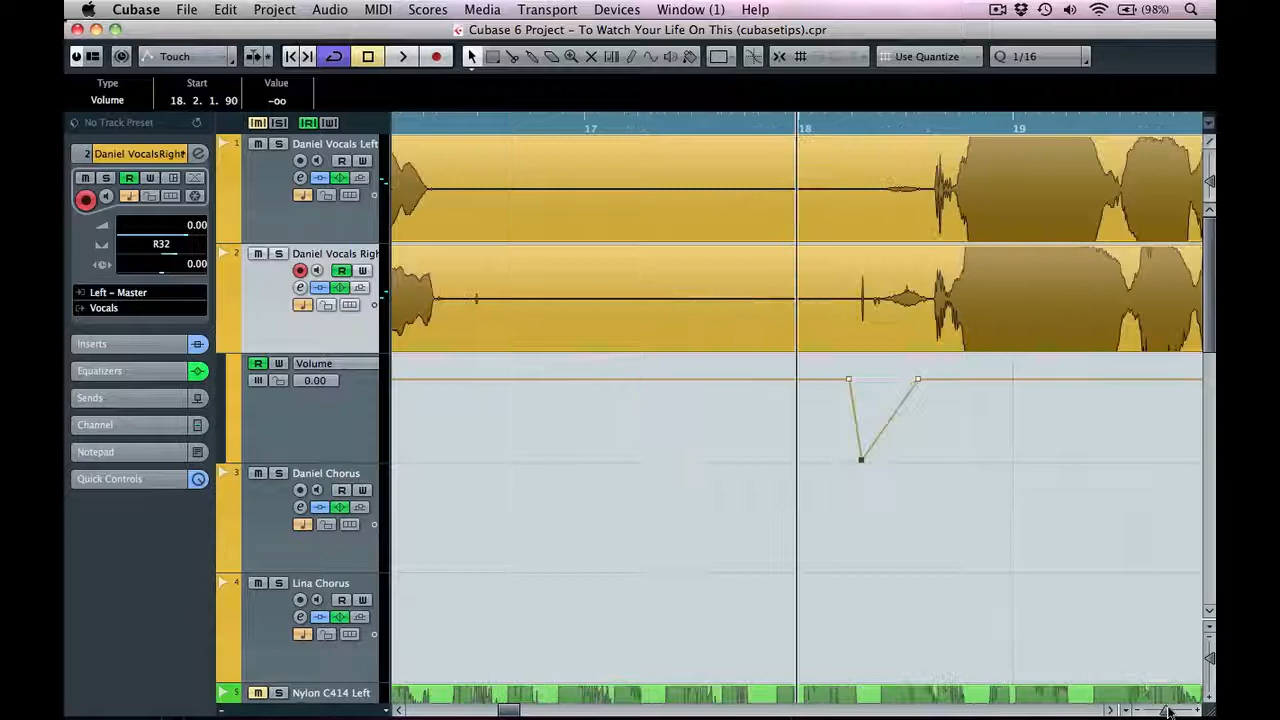 Cubase File Edit Project Audio MIDI Scores Media Transport Devices Window (1) Help (98%)
Cubase 6 Project - To Watch Your Life On This (cubasetips).cpr
Touch Use Quantize Q 1/16
Type Start Value
Volume 18. 2. 1. 90 -oo
No Track Preset [M] [S] [R] [W]
17 18 19
1 M S Daniel Vocals Left
R W
e
2 Daniel VocalsRight
M S R W
0.00
R32
0.00
Left - Master
Vocals
2 M S Daniel Vocals Righ
R W
e
Inserts
Equalizers
Sends
Channel
Notepad
Quick Controls
R W Volume
0.00
3 M S Daniel Chorus
R W
e
4 M S Lina Chorus
R W
e
5 M S Nylon C414 Left